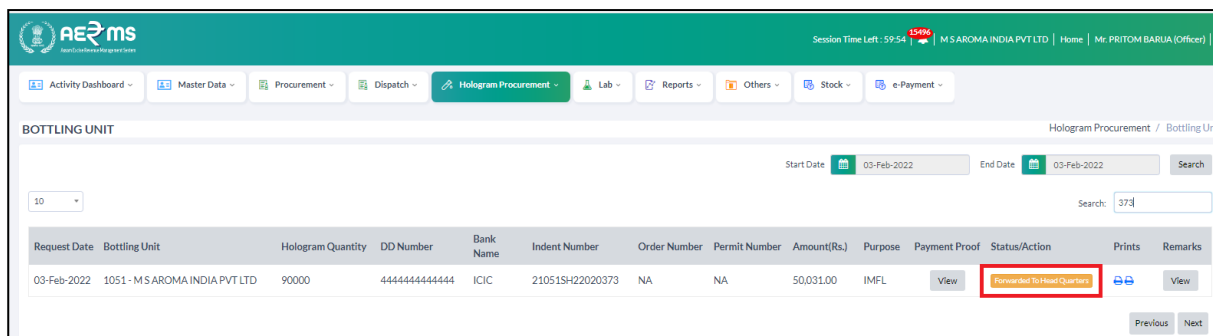 AERMS
Session Time Left : 59:54 15496 | M S AROMA INDIA PVT LTD | Home | Mr. PRITOM BARUA (Officer) |
Activity Dashboard Master Data Procurement Dispatch Hologram Procurement Lab Reports Others Stock e-Payment
BOTTLING UNIT
Hologram Procurement / Bottling Un
Start Date 03-Feb-2022 End Date 03-Feb-2022 Search
10 Search: 373
Request Date Bottling Unit Hologram Quantity DD Number Bank Name Indent Number Order Number Permit Number Amount(Rs.) Purpose Payment Proof Status/Action Prints Remarks
03-Feb-2022 1051 - M S AROMA INDIA PVT LTD 90000 4444444444444 ICIC 21051SH22020373 NA NA 50,031.00 IMFL View Forwarded To Head Quarters View
Previous Next